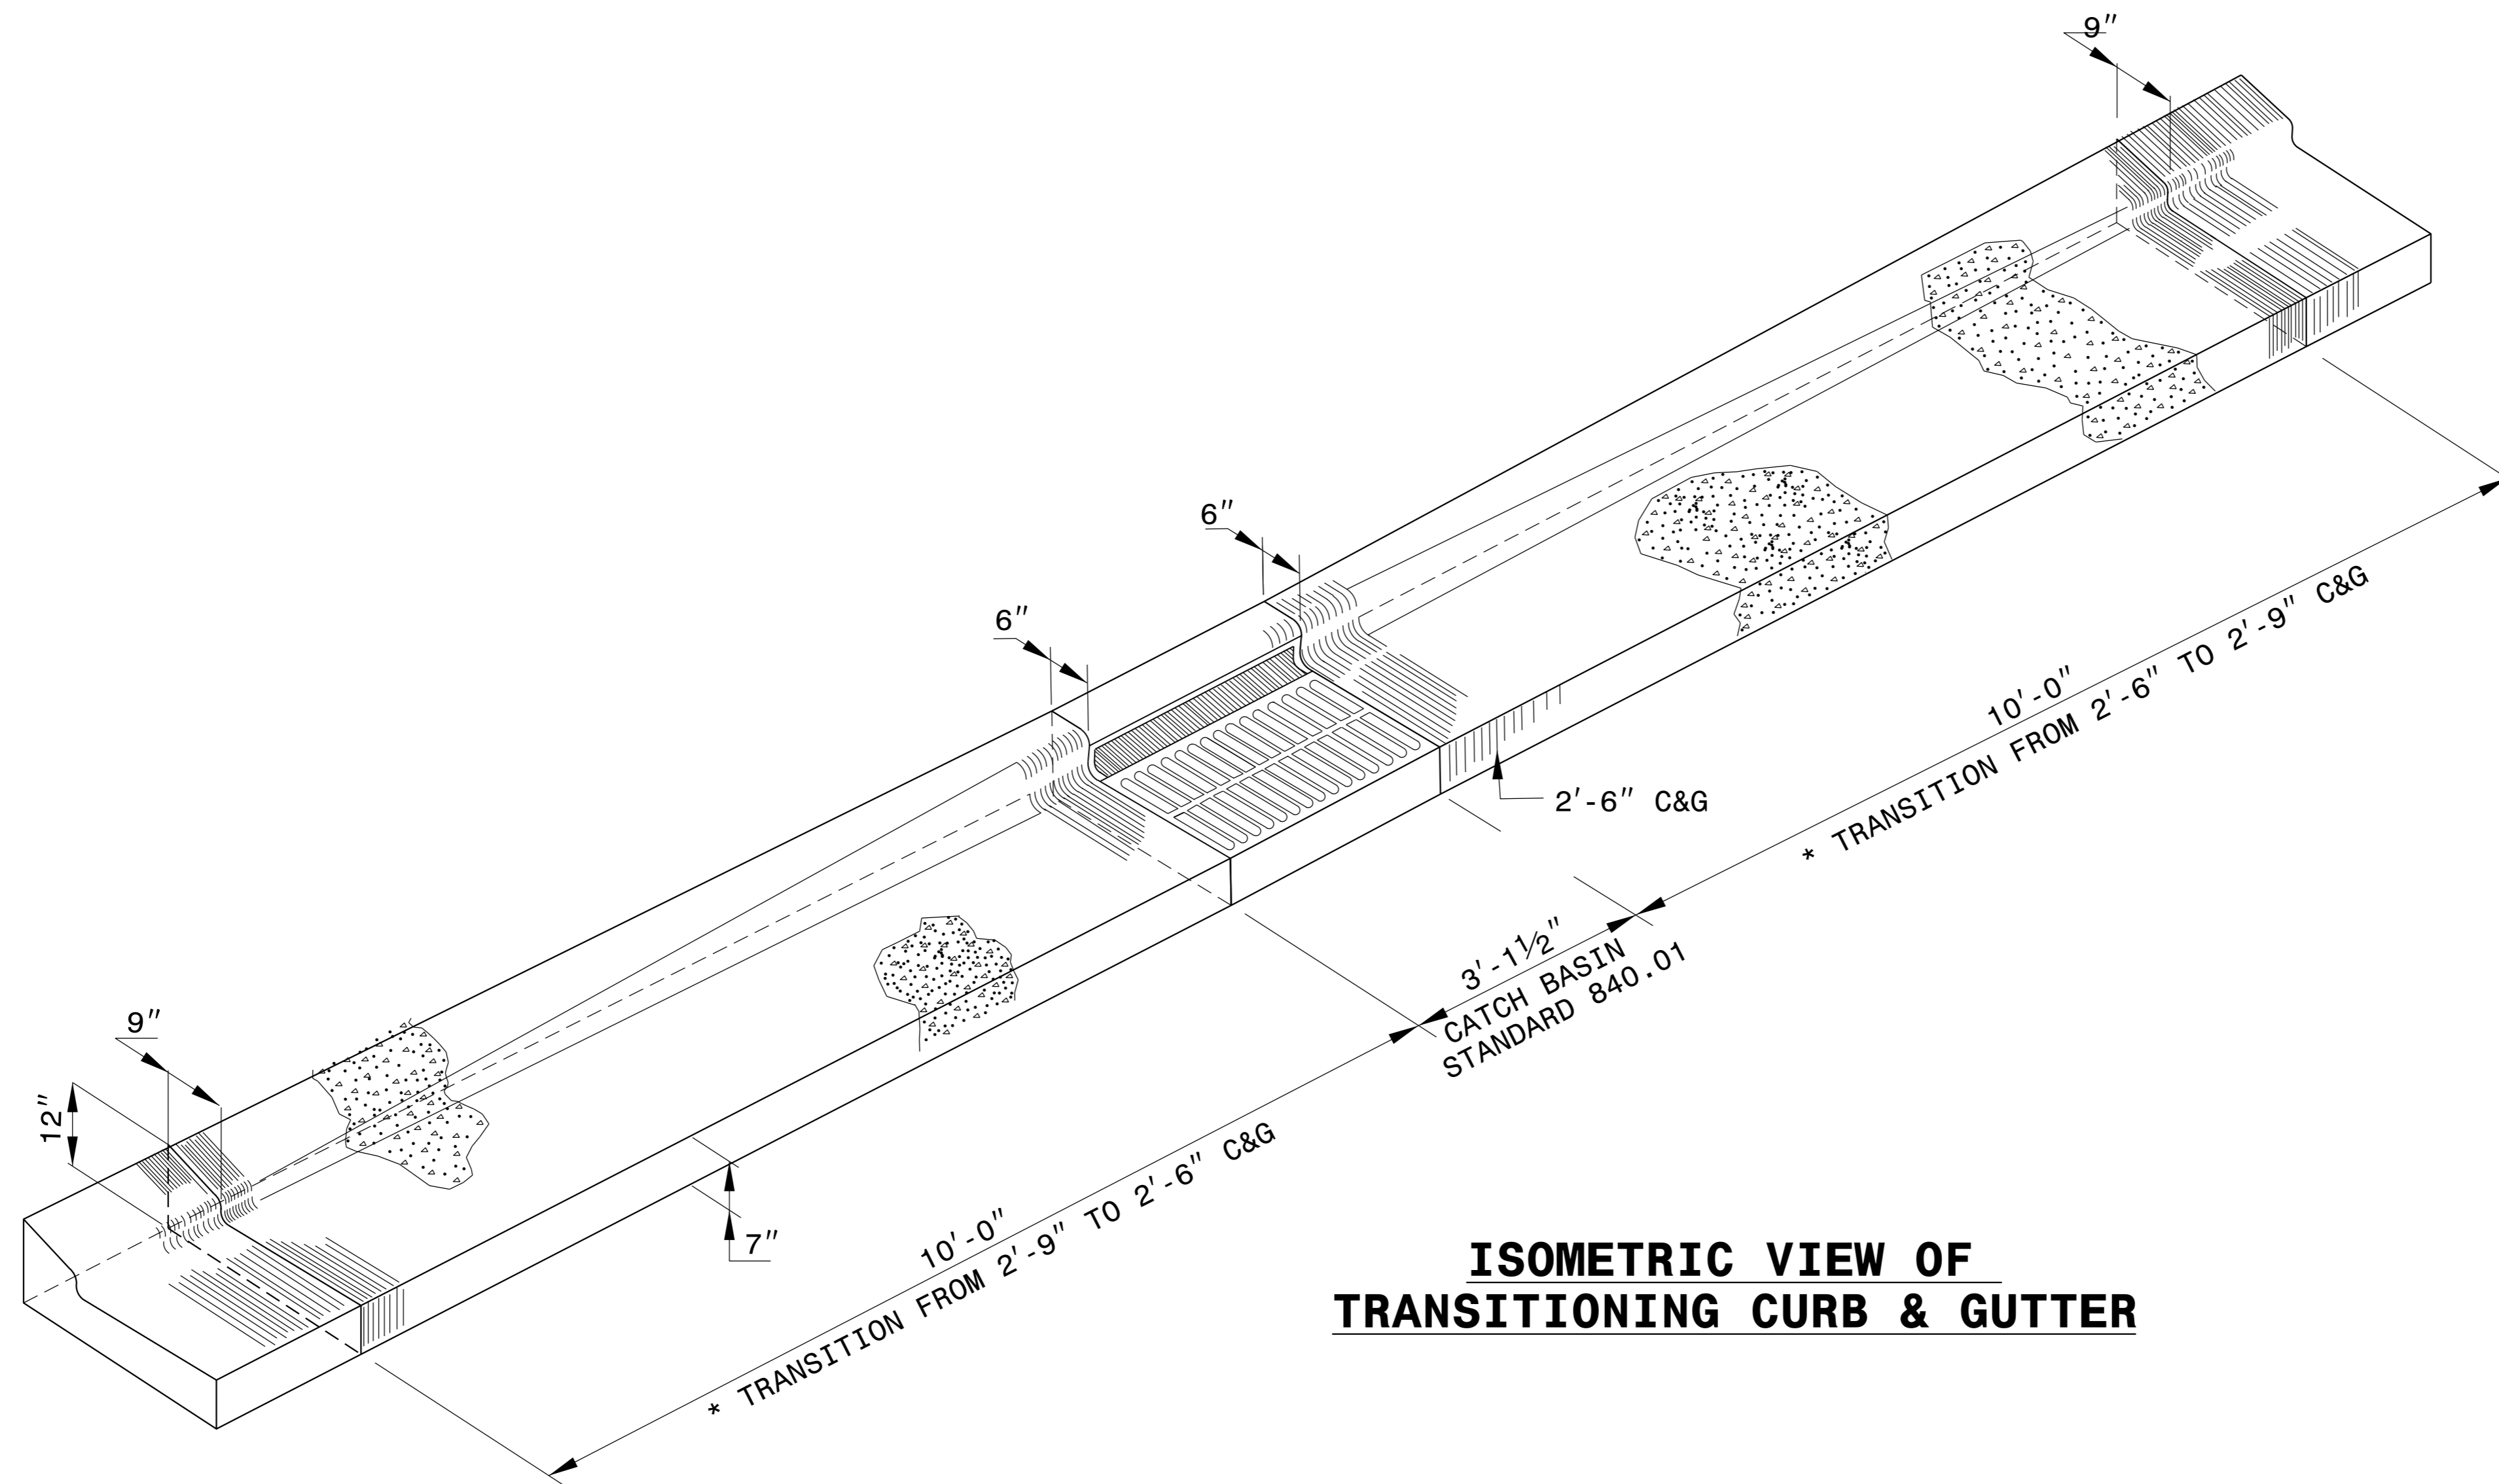 9"
6"
6"
10'-0"
* TRANSITION FROM 2'-6" TO 2'-9" C&G
2'-6" C&G
3'-1 1/2"
CATCH BASIN
STANDARD 840.01
9"
12"
7"
10'-0"
* TRANSITION FROM 2'-9" TO 2'-6" C&G
ISOMETRIC VIEW OF
TRANSITIONING CURB & GUTTER